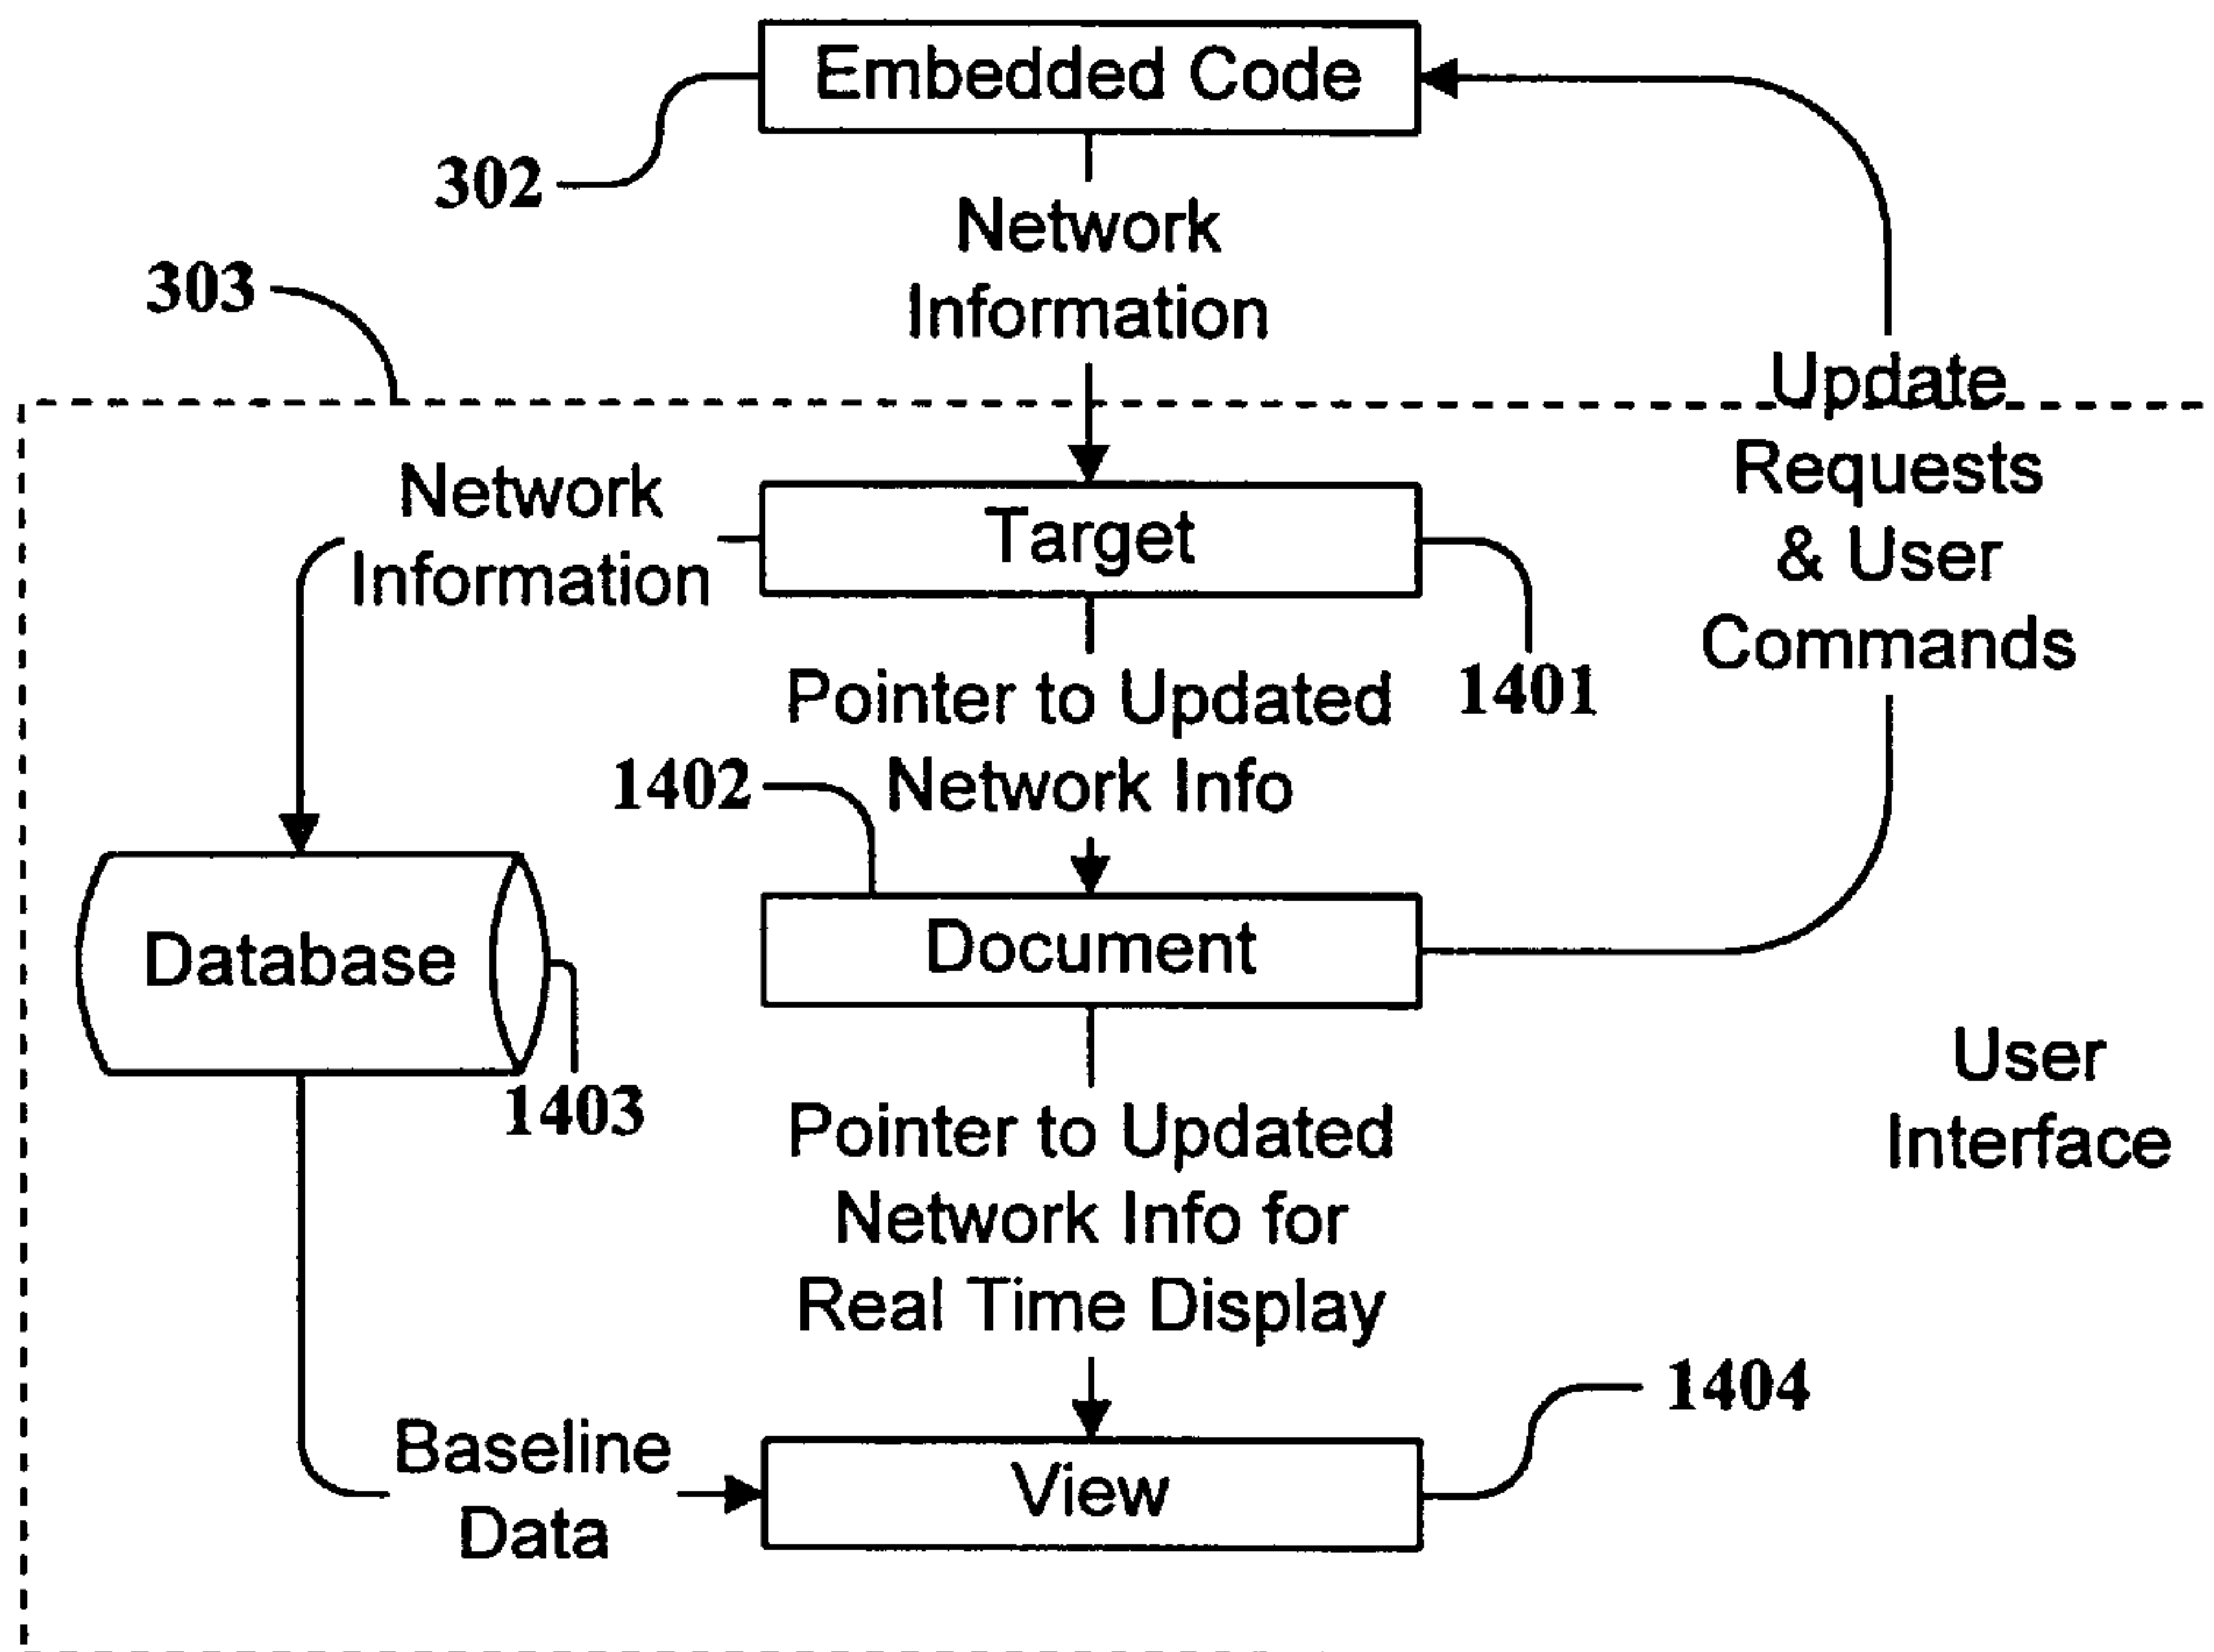 Embedded Code
302
Network
Information
303
Update
Requests
& User
Commands
Network
Information
Target
1401
Pointer to Updated
Network Info
1402
Database
1403
Document
User
Interface
Pointer to Updated
Network Info for
Real Time Display
1404
Baseline
Data
View